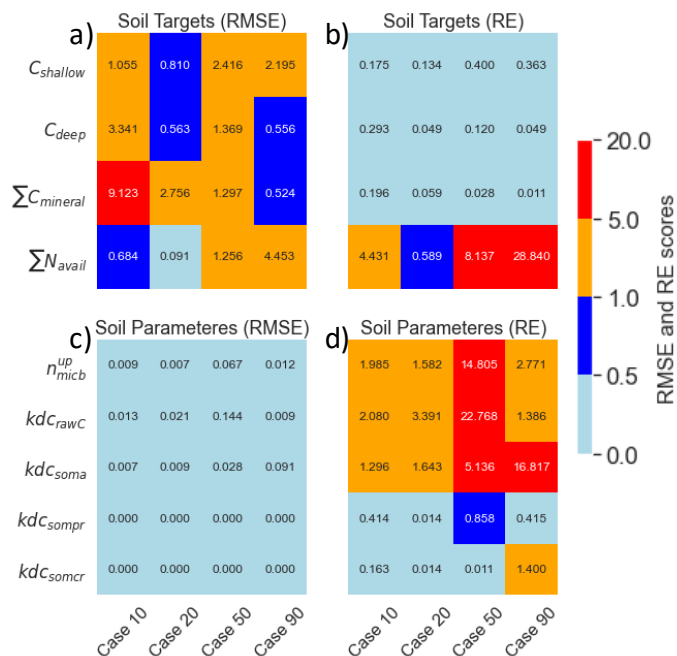 a) Soil Targets (RMSE)
b) Soil Targets (RE)
C_shallow 1.055 0.810 2.416 2.195 0.175 0.134 0.400 0.363
C_deep 3.341 0.563 1.369 0.556 0.293 0.049 0.120 0.049
∑C_mineral 9.123 2.756 1.297 0.524 0.196 0.059 0.028 0.011
∑N_avail 0.684 0.091 1.256 4.453 4.431 0.589 8.137 28.840
c) Soil Parameteres (RMSE)
d) Soil Parameteres (RE)
n^up_micb 0.009 0.007 0.067 0.012 1.985 1.582 14.805 2.771
kdc_rawC 0.013 0.021 0.144 0.009 2.080 3.391 22.768 1.386
kdc_soma 0.007 0.009 0.028 0.091 1.296 1.643 5.136 16.817
kdc_sompr 0.000 0.000 0.000 0.000 0.414 0.014 0.858 0.415
kdc_somcr 0.000 0.000 0.000 0.000 0.163 0.014 0.011 1.400
Case 10 Case 20 Case 50 Case 90 Case 10 Case 20 Case 50 Case 90
20.0
5.0
1.0
0.5
0.0
RMSE and RE scores